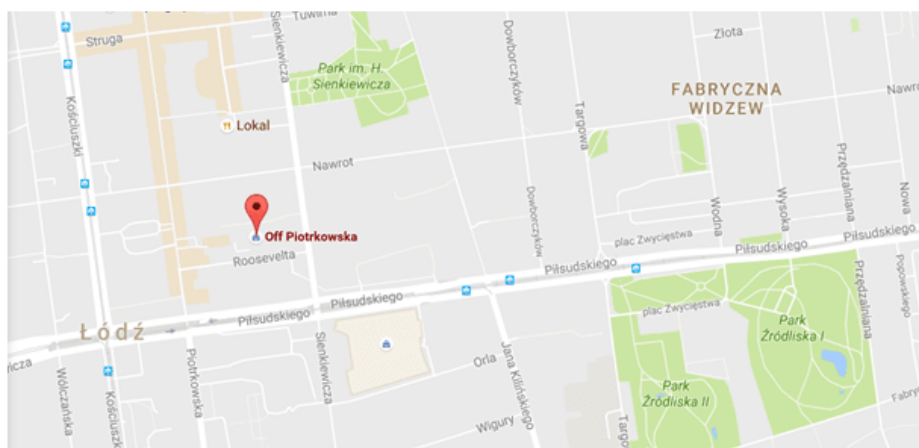 Tuwima
Struga
Sienkiewicza
Park im. H.
Sienkiewicza
Dowborczyków
Złota
FABRYCZNA
WIDZEW
Kościuszki
Lokal
Targowa
Nawrot
Nawrot
Przędzalniana
Off Piotrkowska
Roosevelta
Dowborczyków
Wodna
Wysoka
Nowa
plac Zwycięstwa
Piłsudskiego
Piłsudskiego
Piłsudskiego
Popowskiego
Piłsudskiego
Piłsudskiego
Łódź
plac Zwycięstwa
Przędzalniana
Park
Źródliska I
Wólczańska
Kościuszki
Piotrkowska
Sienkiewicza
Orla
Jana Kilińskiego
Park
Źródliska II
Wigury